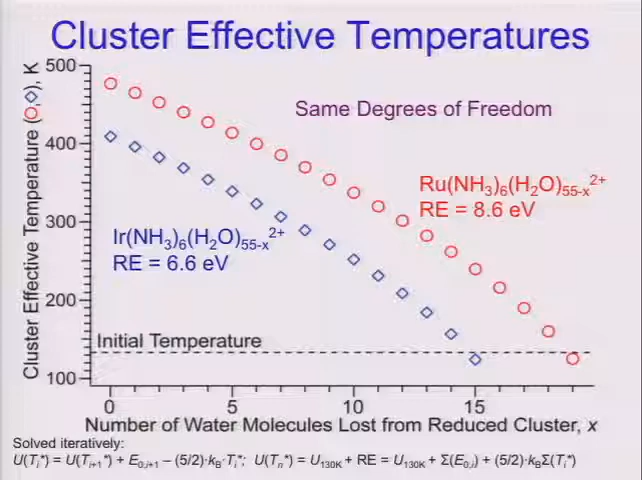 Cluster Effective Temperatures
Cluster Effective Temperature (○,◇), K
500
400
300
200
100
Same Degrees of Freedom
Ru(NH₃)₆(H₂O)₅₅₋ₓ²⁺
RE = 8.6 eV
Ir(NH₃)₆(H₂O)₅₅₋ₓ²⁺
RE = 6.6 eV
Initial Temperature
0 5 10 15
Number of Water Molecules Lost from Reduced Cluster, x
Solved iteratively:
U(Tᵢ*) = U(Tᵢ₊₁*) + E₀,ᵢ₊₁ – (5/2)·k_B·Tᵢ*; U(Tₙ*) = U₁₃₀K + RE = U₁₃₀K + Σ(E₀,ᵢ) + (5/2)·k_BΣ(Tᵢ*)